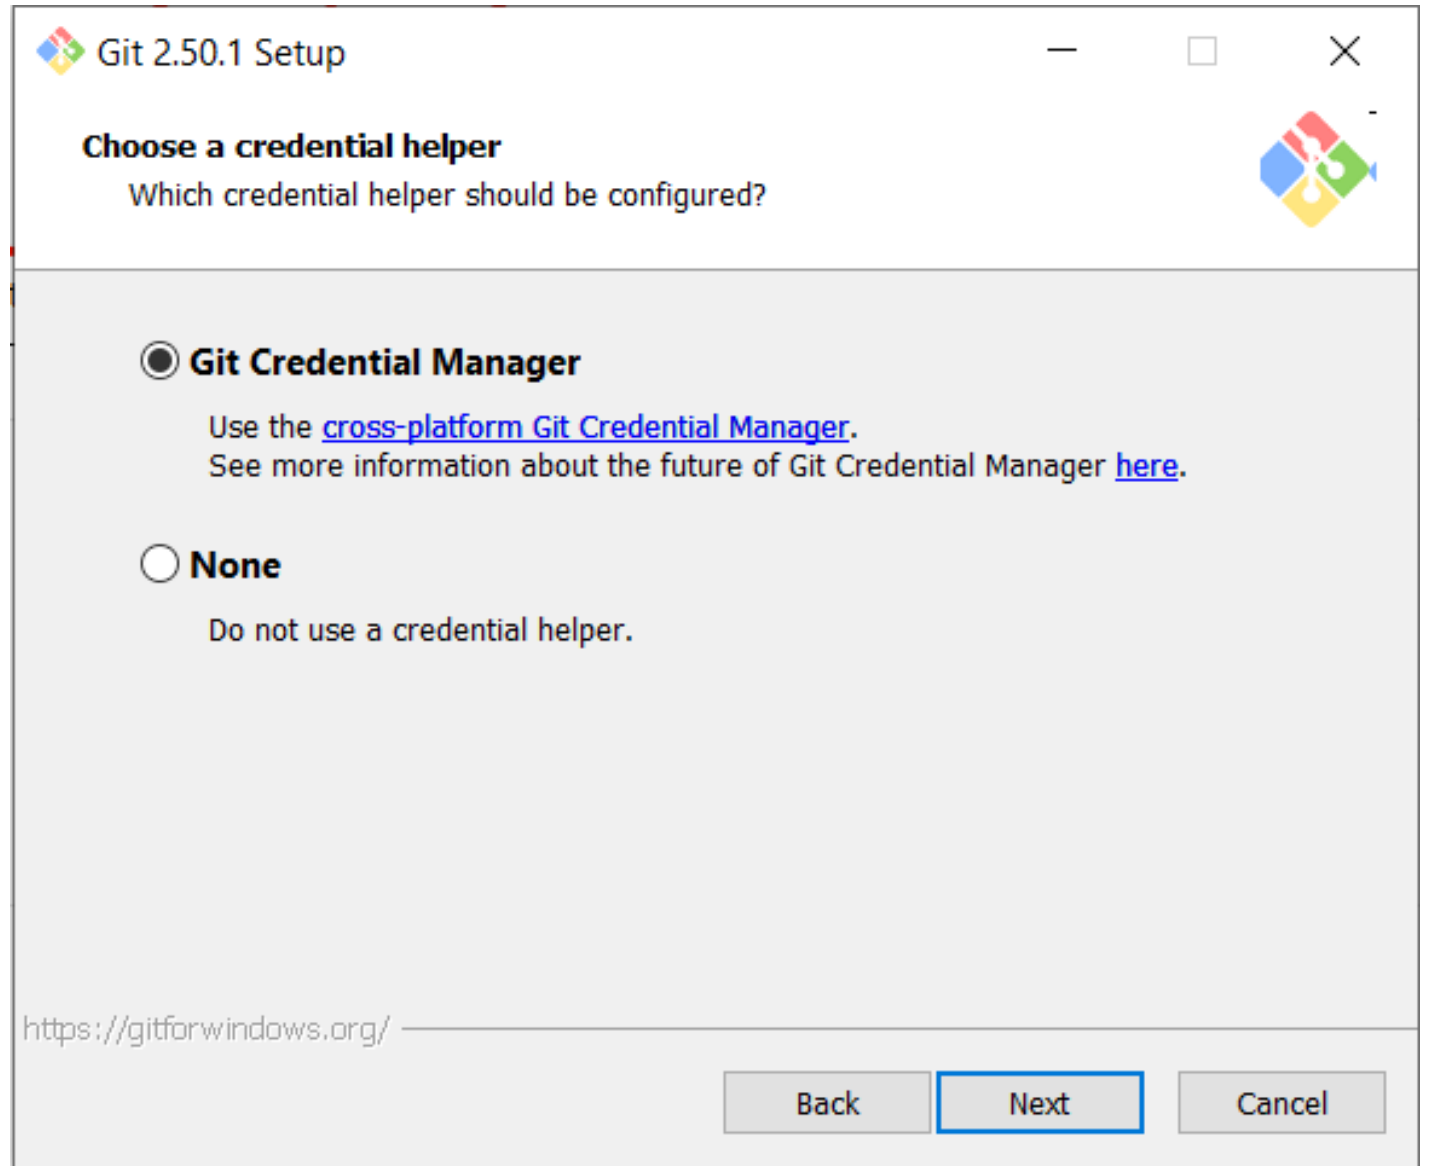 Git 2.50.1 Setup
Choose a credential helper
Which credential helper should be configured?
Git Credential Manager
Use the cross-platform Git Credential Manager.
See more information about the future of Git Credential Manager here.
None
Do not use a credential helper.
https://gitforwindows.org/
Back Next Cancel